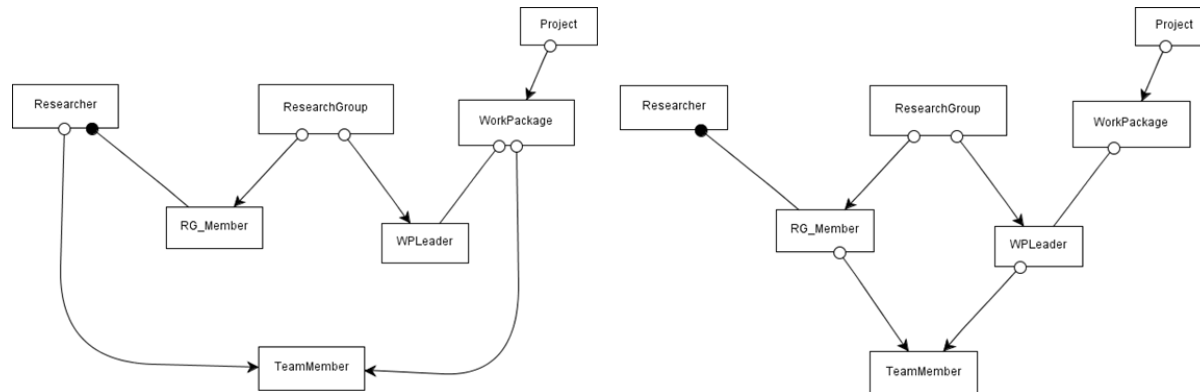 Project
Researcher
ResearchGroup
WorkPackage
RG_Member
WPLeader
TeamMember
Project
Researcher
ResearchGroup
WorkPackage
RG_Member
WPLeader
TeamMember